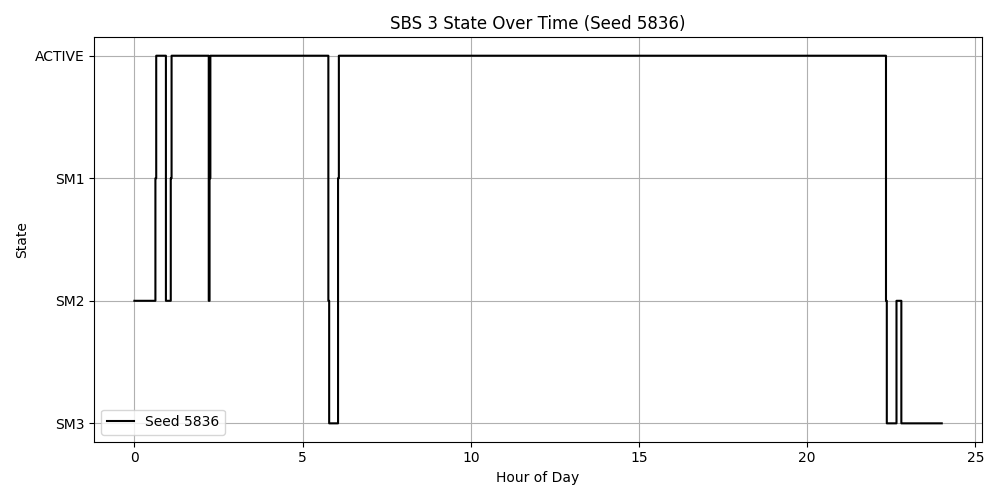 SBS 3 State Over Time (Seed 5836)
ACTIVE
SM1
SM2
SM3
State
Seed 5836
0 5 10 15 20 25
Hour of Day